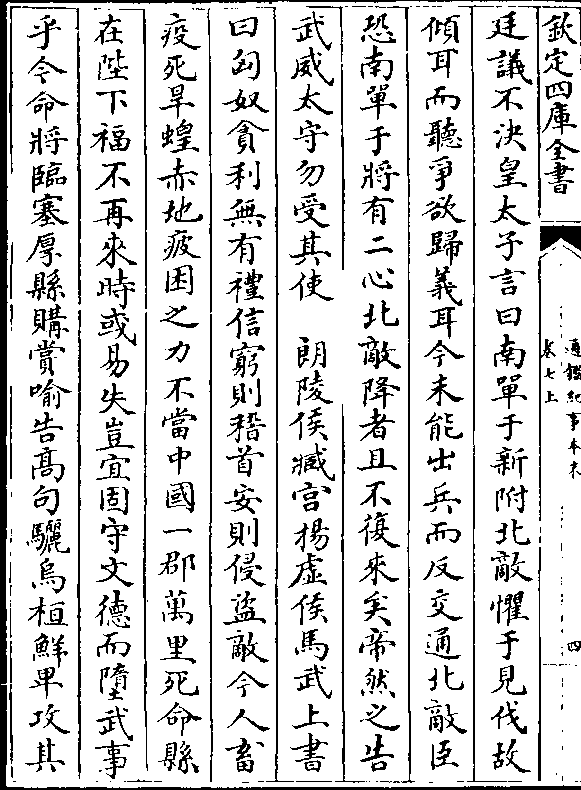 欽定四庫全書
通鑑紀事本末
卷七上
四
廷議不決皇太子言曰南單于新附北敵懼于見伐故
傾耳而聽爭欲歸義耳今未能出兵而反交通北敵臣
恐南單于將有二心北敵降者且不復來矣帝然之告
武威太守勿受其使　朗陵侯臧宮揚虛侯馬武上書
曰匈奴貪利無有禮信窮則稽首安則侵盜敵今人畜
疫死旱蝗赤地疲困之力不當中國一郡萬里死命縣
在陛下福不再來時或易失豈宜固守文德而墮武事
乎今命將臨塞厚縣購賞喻告高句驪烏桓鮮卑攻其